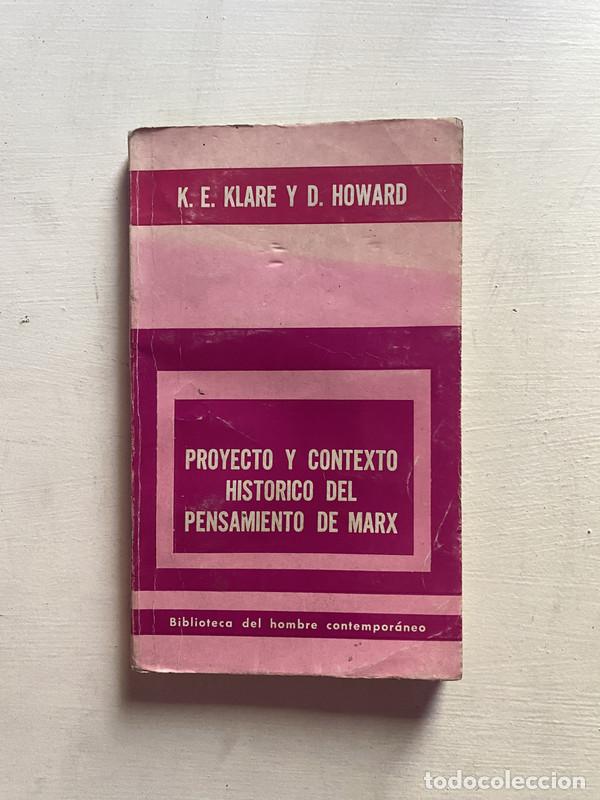 K. E. KLARE Y D. HOWARD
PROYECTO Y CONTEXTO
HISTORICO DEL
PENSAMIENTO DE MARX
Biblioteca del hombre contemporáneo
todocoleccion